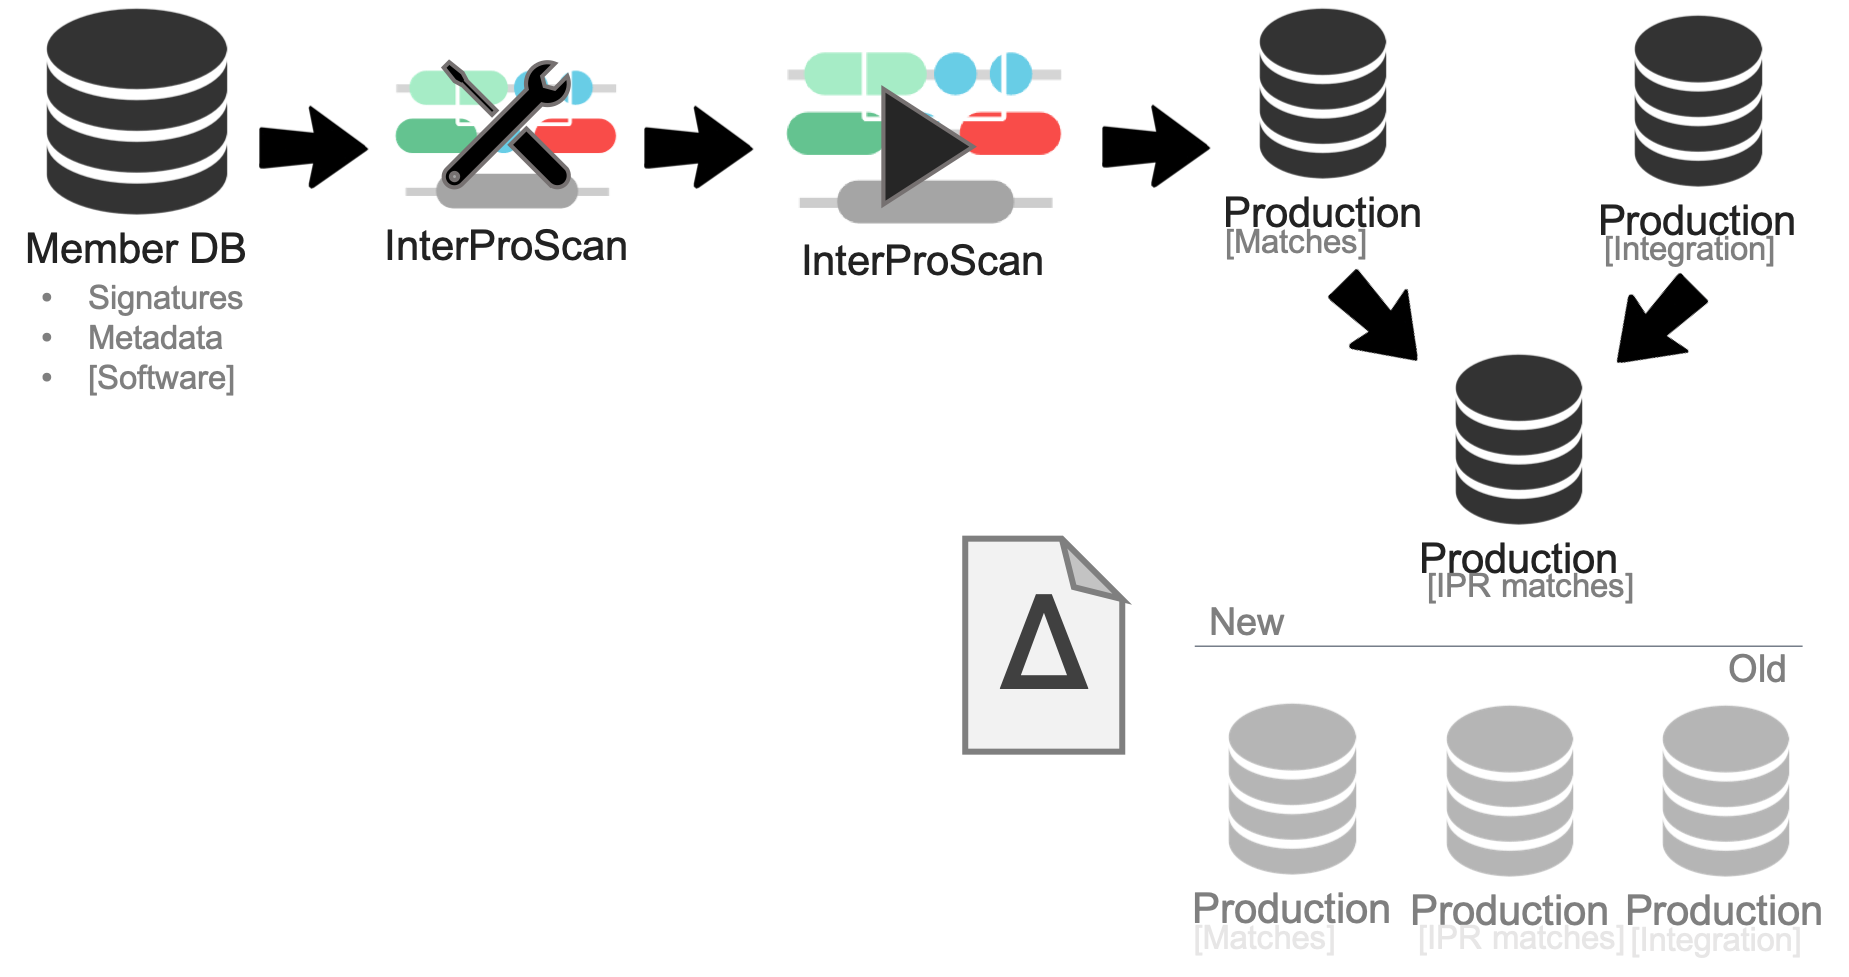 Member DB
• Signatures
• Metadata
• [Software]
InterProScan
InterProScan
Production
[Matches]
Production
[Integration]
Production
[IPR matches]
New
Old
Δ
Production
[Matches]
Production
[IPR matches]
Production
[Integration]